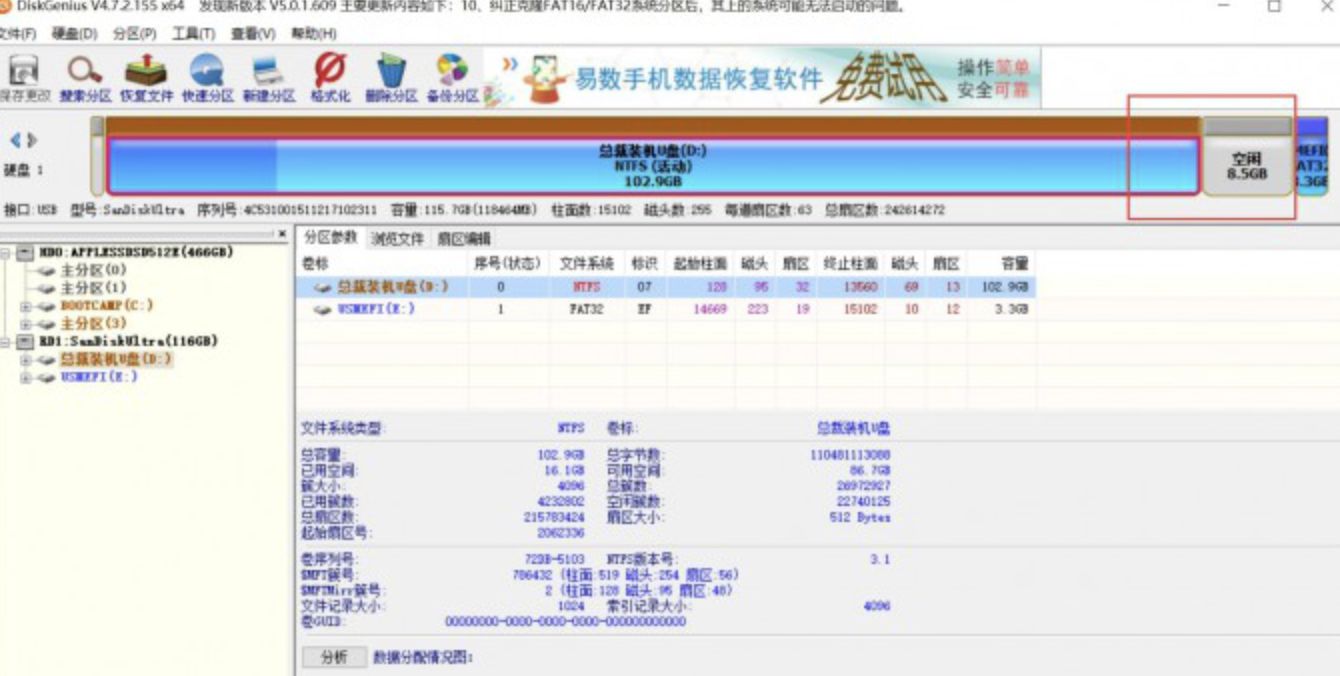 DiskGenius V4.7.2.155 x64 发现新版本 V5.0.1.609 主要更新内容如下：10、纠正克隆FAT16/FAT32系统分区后，其上的系统可能无法启动的问题。
文件(F) 硬盘(D) 分区(P) 工具(T) 查看(V) 帮助(H)
保存更改 搜索分区 恢复文件 快速分区 新建分区 格式化 删除分区 备份分区
易数手机数据恢复软件 免费试用 操作简单
安全可靠
硬盘 1
总裁装机U盘(D:)
NTFS (活动)
102.9GB
空闲
8.5GB
接口:USB 型号:SanDiskUltra 序列号:4C531001511217102311 容量:115.7GB(118464MB) 柱面数:15102 磁头数:255 每道扇区数:63 总扇区数:242614272
HD0:APPLESSDSD512E(466GB)
主分区(0)
主分区(1)
BOOTCAMP(C:)
主分区(3)
RD1:SanDiskUltra(116GB)
总裁装机U盘(D:)
USMEFI(E:)
分区参数 浏览文件 扇区编辑
卷标 序号(状态) 文件系统 标识 起始柱面 磁头 扇区 终止柱面 磁头 扇区 容量
总裁装机U盘(D:) 0 NTFS 07 128 95 32 13560 69 13 102.9GB
USMEFI(E:) 1 FAT32 EF 14669 223 19 15102 10 12 3.3GB
文件系统类型: NTFS 卷标: 总裁装机U盘
总容量: 102.9GB 总字节数: 110481113088
已用空间: 16.1GB 可用空间: 86.7GB
簇大小: 4096 总簇数: 26972927
已用簇数: 4232802 空闲簇数: 22740125
总扇区数: 215783424 扇区大小: 512 Bytes
起始扇区号: 2062336
卷序列号: NTFS版本号: 3.1
$MFT簇号: 786432 (柱面:519 磁头:254 扇区:56)
$MFTMirr簇号: 2 (柱面:128 磁头:95 扇区:48)
文件记录大小: 1024 索引记录大小: 4096
卷GUID: 00000000-0000-0000-0000-000000000000
分析 数据分配情况图: